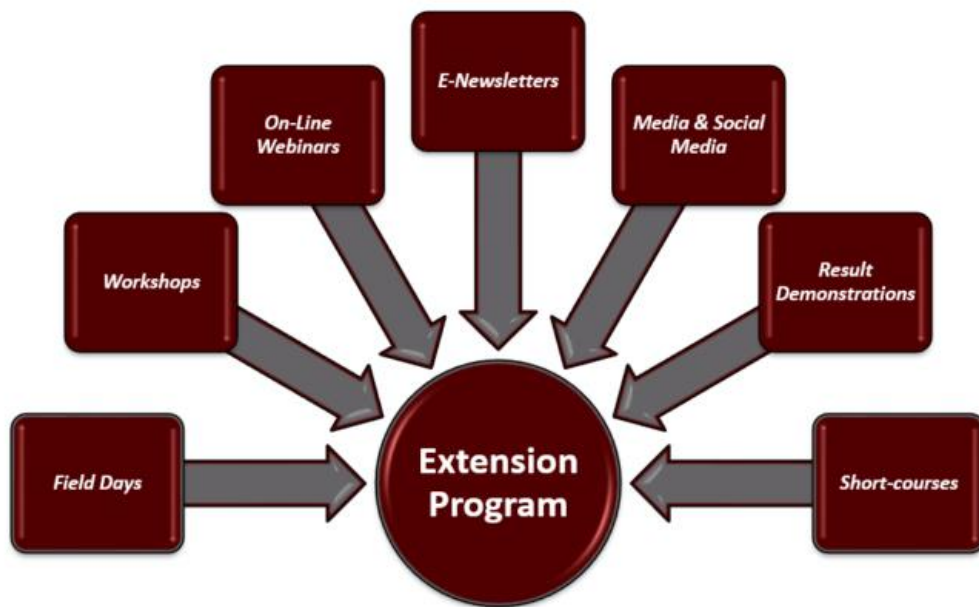 E-Newsletters
On-Line
Webinars
Media & Social
Media
Workshops
Result
Demonstrations
Field Days
Extension
Program
Short-courses